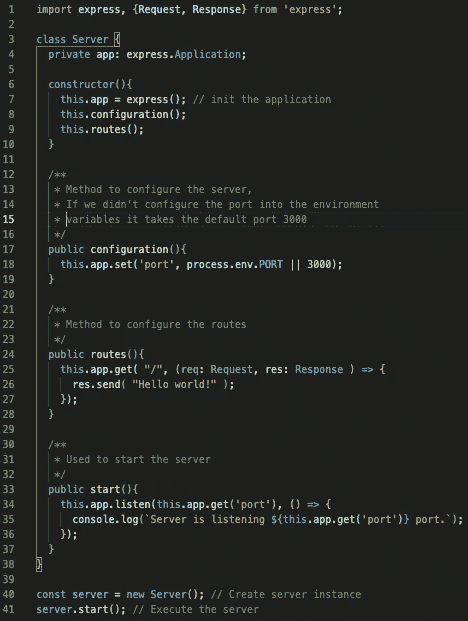 1 import express, {Request, Response} from 'express';
2
3 class Server {
4 private app: express.Application;
5
6 constructor(){
7 this.app = express(); // init the application
8 this.configuration();
9 this.routes();
10 }
11
12 /**
13 * Method to configure the server,
14 * If we didn't configure the port into the environment
15 * variables it takes the default port 3000
16 */
17 public configuration(){
18 this.app.set('port', process.env.PORT || 3000);
19 }
20
21 /**
22 * Method to configure the routes
23 */
24 public routes(){
25 this.app.get( "/", (req: Request, res: Response ) => {
26 res.send( "Hello world!" );
27 });
28 }
29
30 /**
31 * Used to start the server
32 */
33 public start(){
34 this.app.listen(this.app.get('port'), () => {
35 console.log(`Server is listening ${this.app.get('port')} port.`);
36 });
37 }
38 }
39
40 const server = new Server(); // Create server instance
41 server.start(); // Execute the server